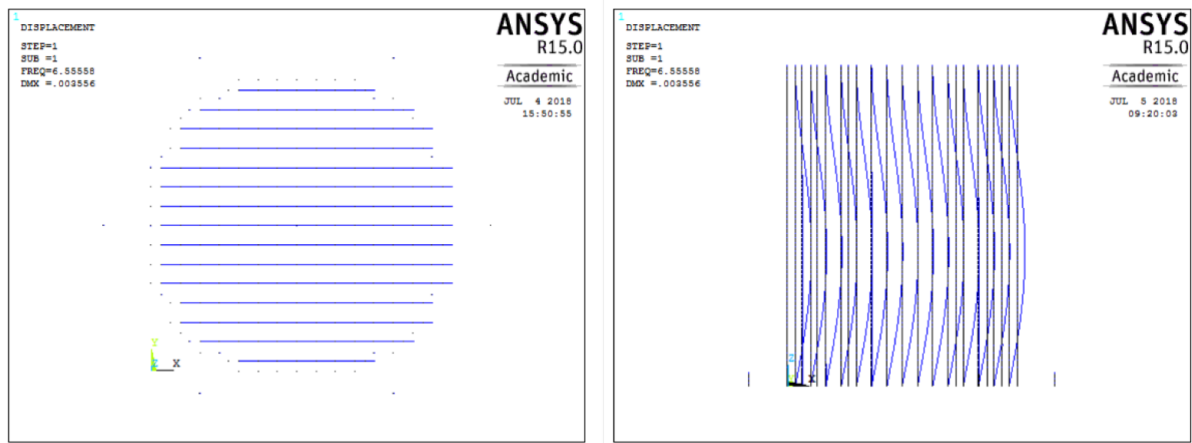 1
DISPLACEMENT
STEP=1
SUB =1
FREQ=6.55558
DMX =.003556
ANSYS
R15.0
Academic
JUL 4 2018
15:50:55
Y
Z X
1
DISPLACEMENT
STEP=1
SUB =1
FREQ=6.55558
DMX =.003556
ANSYS
R15.0
Academic
JUL 5 2018
09:20:03
Z
X